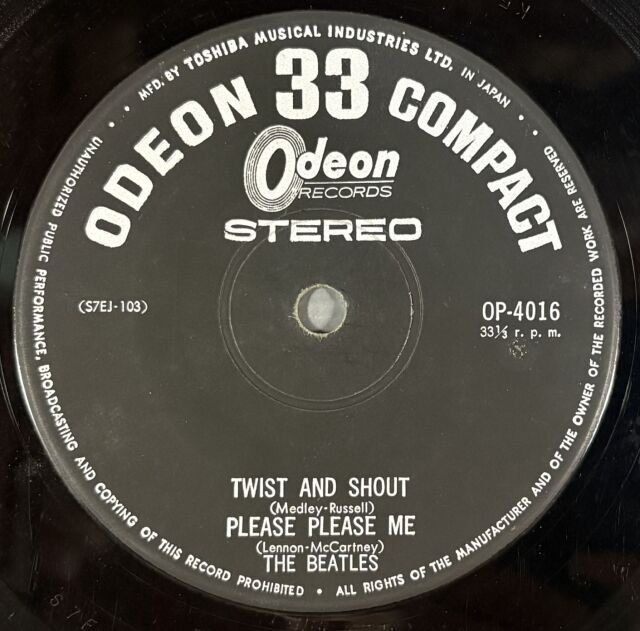 MFD. BY TOSHIBA MUSICAL INDUSTRIES LTD. IN JAPAN
ODEON 33 COMPACT
Odeon
RECORDS
STEREO
(S7EJ-103)
OP-4016
33⅓ r. p. m.
TWIST AND SHOUT
(Medley-Russell)
PLEASE PLEASE ME
(Lennon-McCartney)
THE BEATLES
UNAUTHORIZED PUBLIC PERFORMANCE, BROADCASTING AND COPYING OF THIS RECORD PROHIBITED • ALL RIGHTS OF THE MANUFACTURER AND OF THE OWNER OF THE RECORDED WORK ARE RESERVED